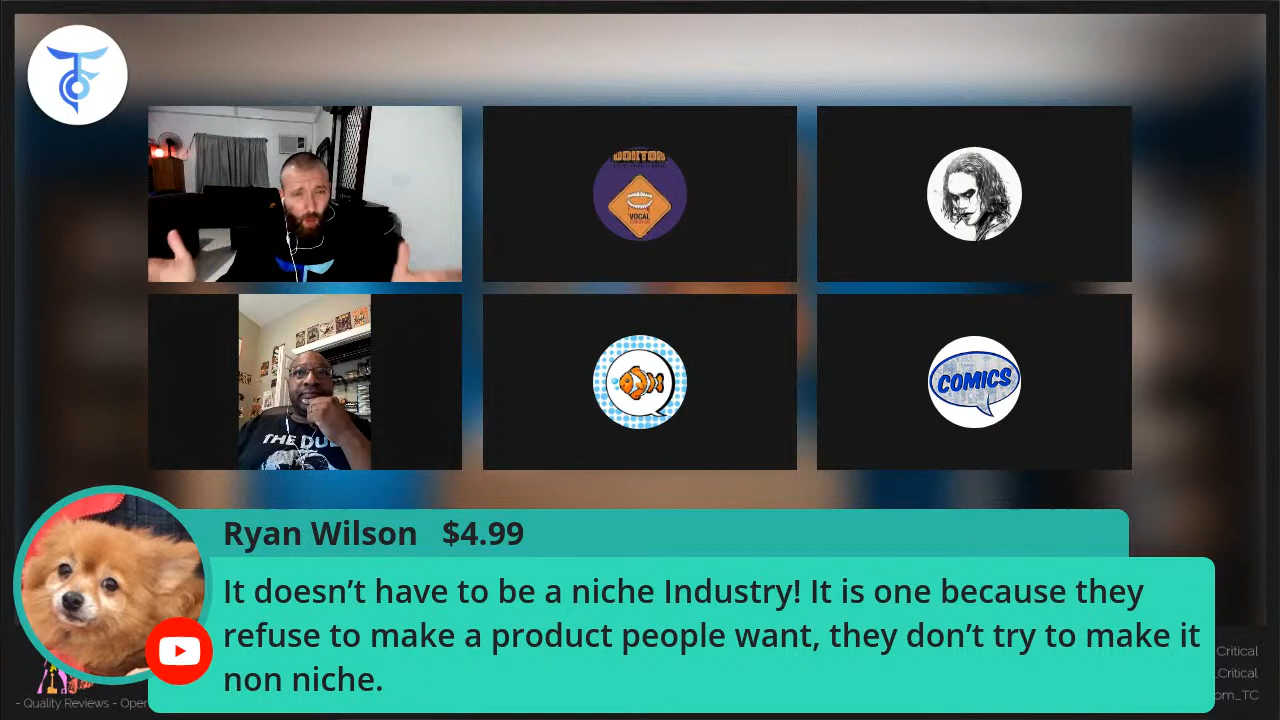 DOKTOR
VOCAL
THE DU
COMICS
Ryan Wilson $4.99
It doesn’t have to be a niche Industry! It is one because they
refuse to make a product people want, they don’t try to make it
non niche.
Critical
_Critical
om_TC
- Quality Reviews - Oper